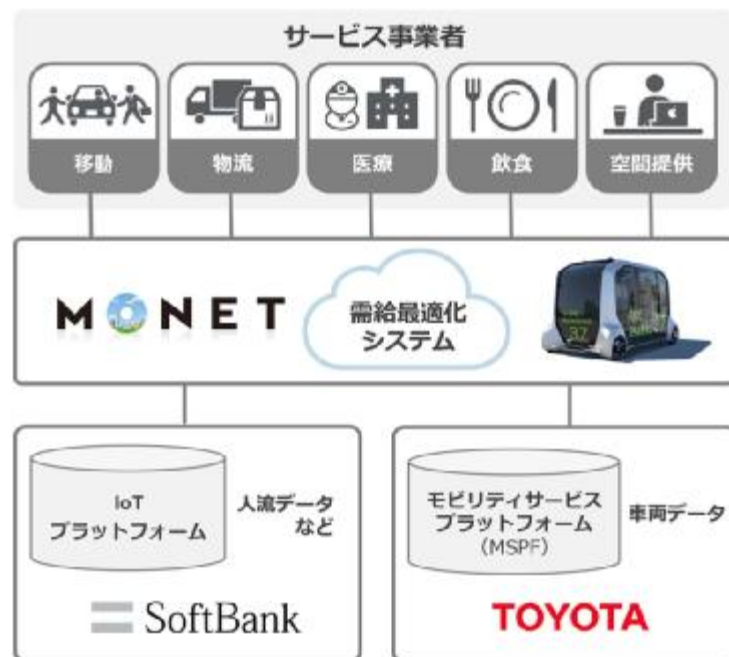 サービス事業者
移動
物流
医療
飲食
空間提供
MONET
需給最適化
システム
IoT
プラットフォーム
人流データ
など
SoftBank
モビリティサービス
プラットフォーム
（MSPF）
車両データ
TOYOTA